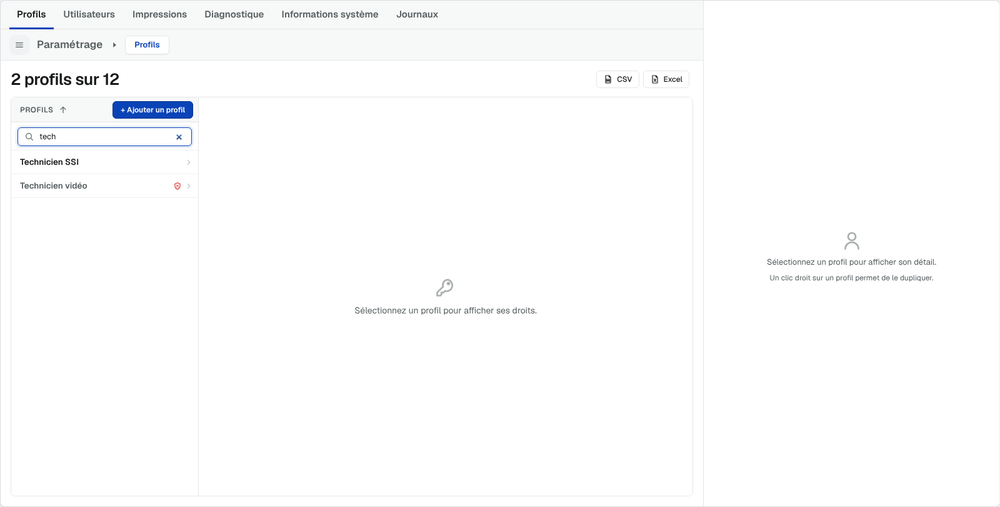 Profils Utilisateurs Impressions Diagnostique Informations système Journaux
Paramétrage Profils
2 profils sur 12
CSV Excel
PROFILS + Ajouter un profil
tech
Technicien SSI
Technicien vidéo
Sélectionnez un profil pour afficher ses droits.
Sélectionnez un profil pour afficher son détail.
Un clic droit sur un profil permet de le dupliquer.